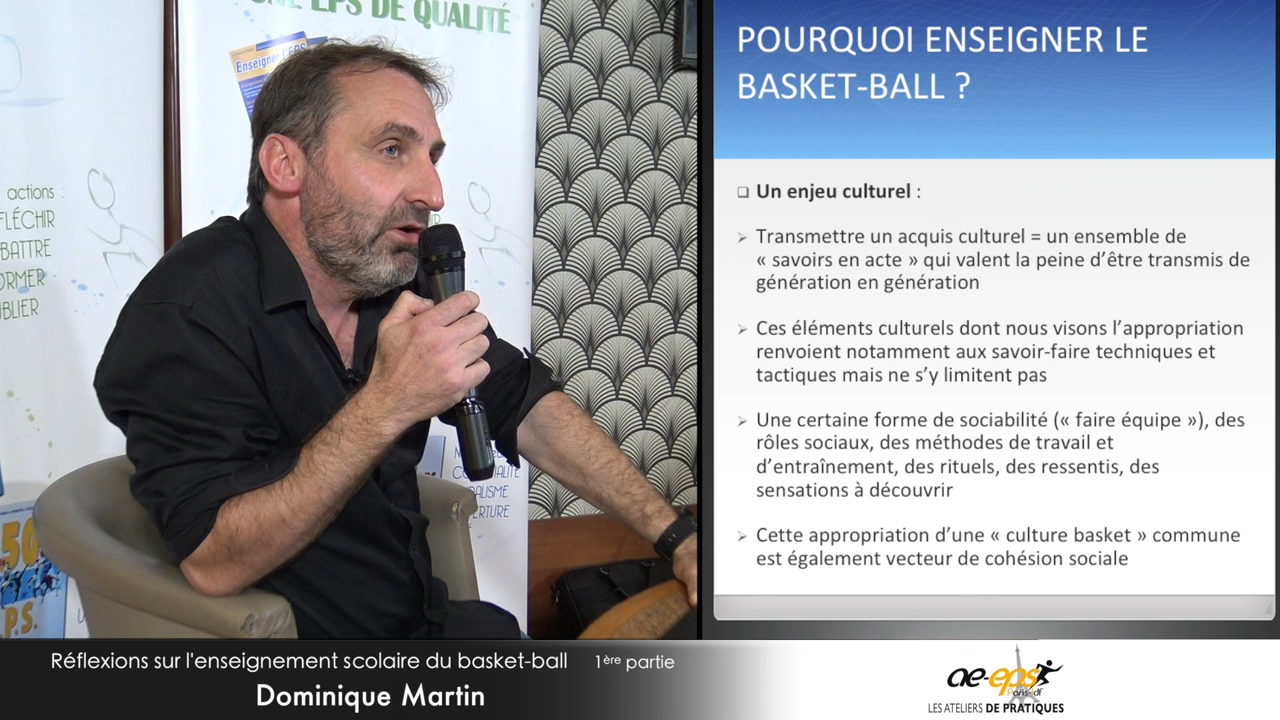 UNE EPS DE QUALITÉ
Enseigner l'EPS
actions :
FLÉCHIR
BATTRE
ORMER
UBLIER
50
P.S.
POURQUOI ENSEIGNER LE
BASKET-BALL ?
Un enjeu culturel :
Transmettre un acquis culturel = un ensemble de
« savoirs en acte » qui valent la peine d'être transmis de
génération en génération
Ces éléments culturels dont nous visons l'appropriation
renvoient notamment aux savoir-faire techniques et
tactiques mais ne s'y limitent pas
Une certaine forme de sociabilité (« faire équipe »), des
rôles sociaux, des méthodes de travail et
d'entraînement, des rituels, des ressentis, des
sensations à découvrir
Cette appropriation d'une « culture basket » commune
est également vecteur de cohésion sociale
Réflexions sur l'enseignement scolaire du basket-ball 1ère partie
Dominique Martin
ae-eps
Paris-idf
LES ATELIERS DE PRATIQUES